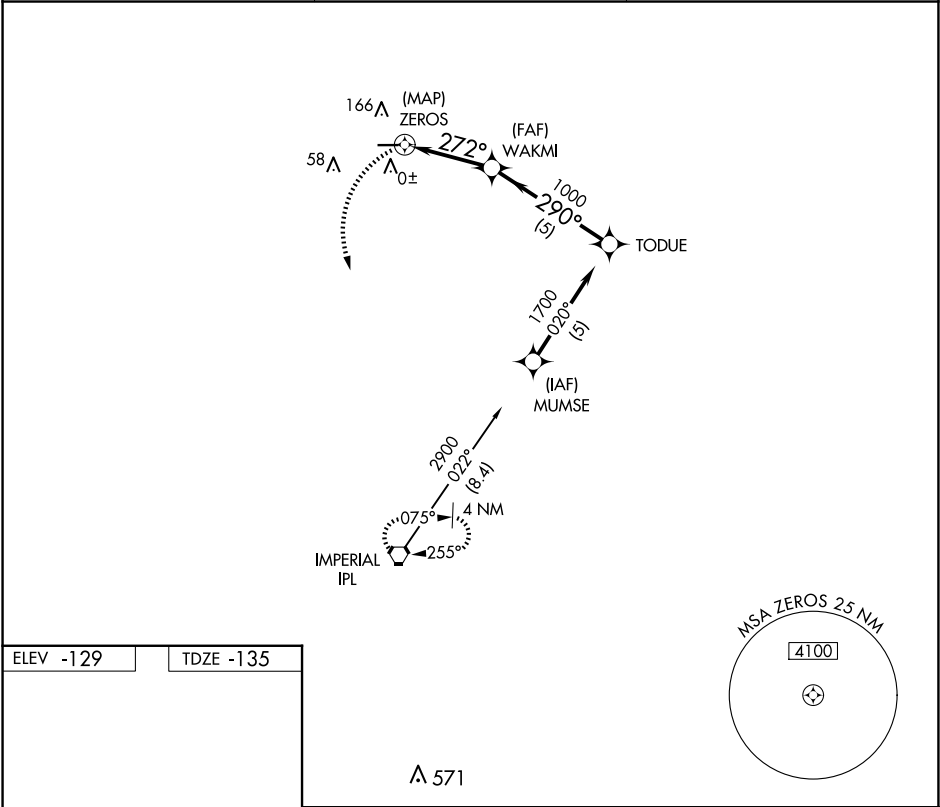 166
(MAP)
ZEROS
58
0±
272°
(FAF)
WAKMI
1000
290°
(5)
TODUE
1700
020°
(5)
(IAF)
MUMSE
2900
022°
(8.4)
075°
4 NM
255°
IMPERIAL
IPL
MSA ZEROS 25 NM
4100
ELEV -129
TDZE -135
571